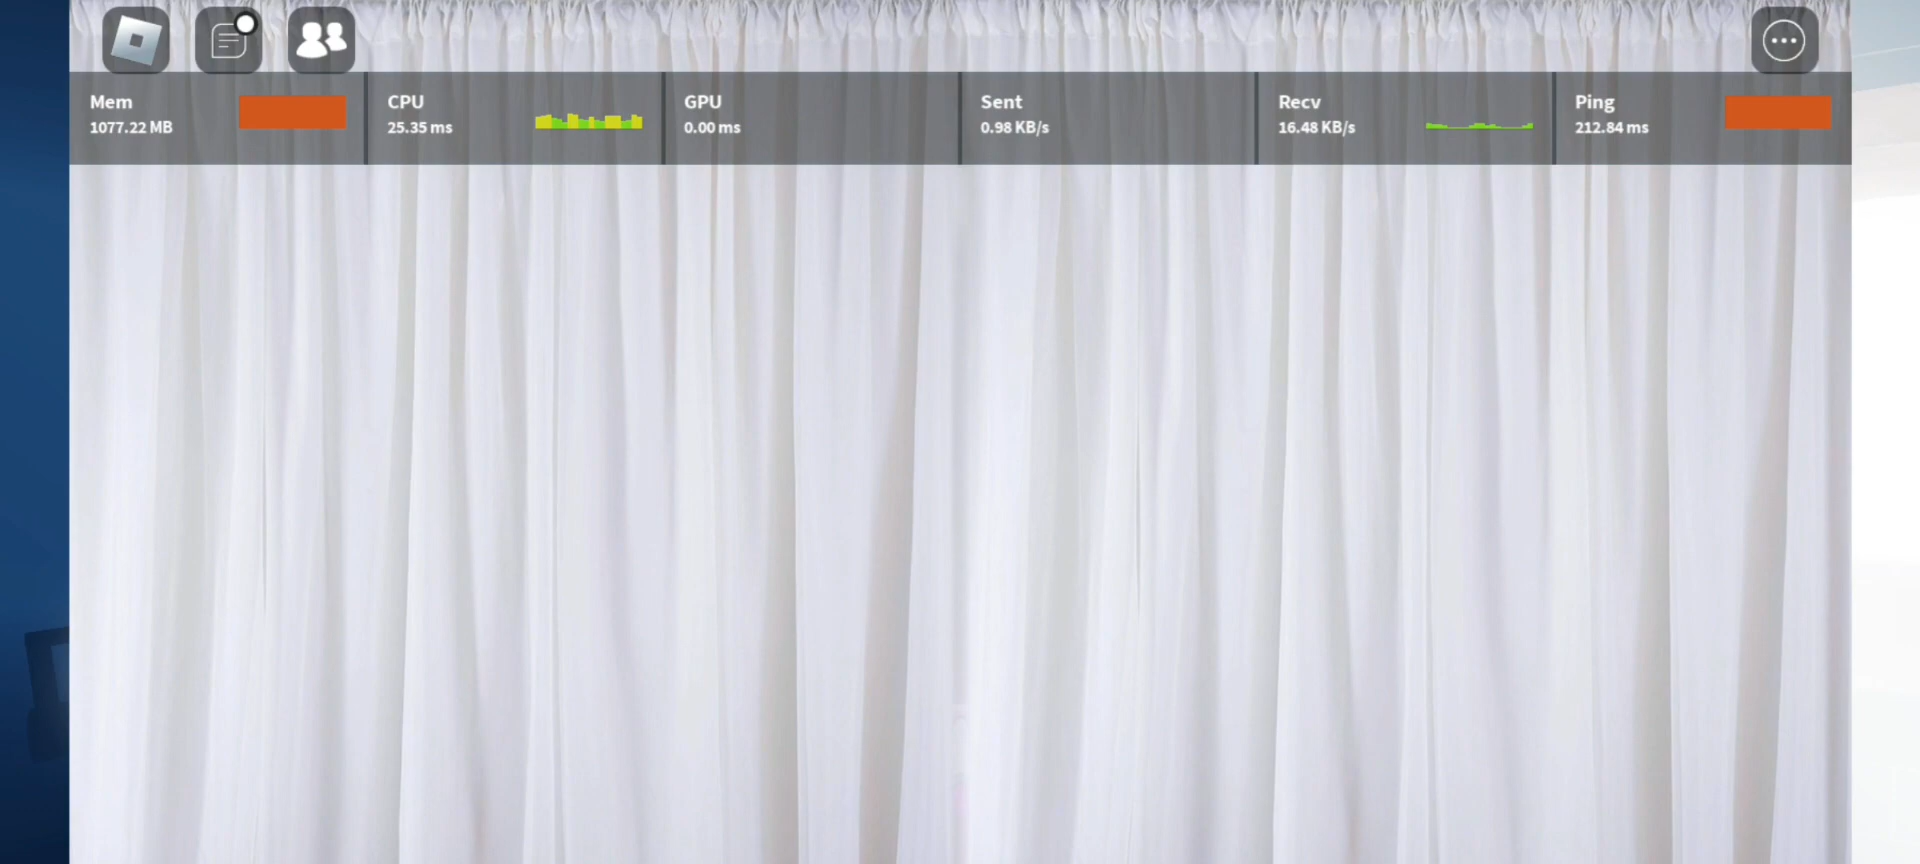 Mem
1077.22 MB
CPU
25.35 ms
GPU
0.00 ms
Sent
0.98 KB/s
Recv
16.48 KB/s
Ping
212.84 ms